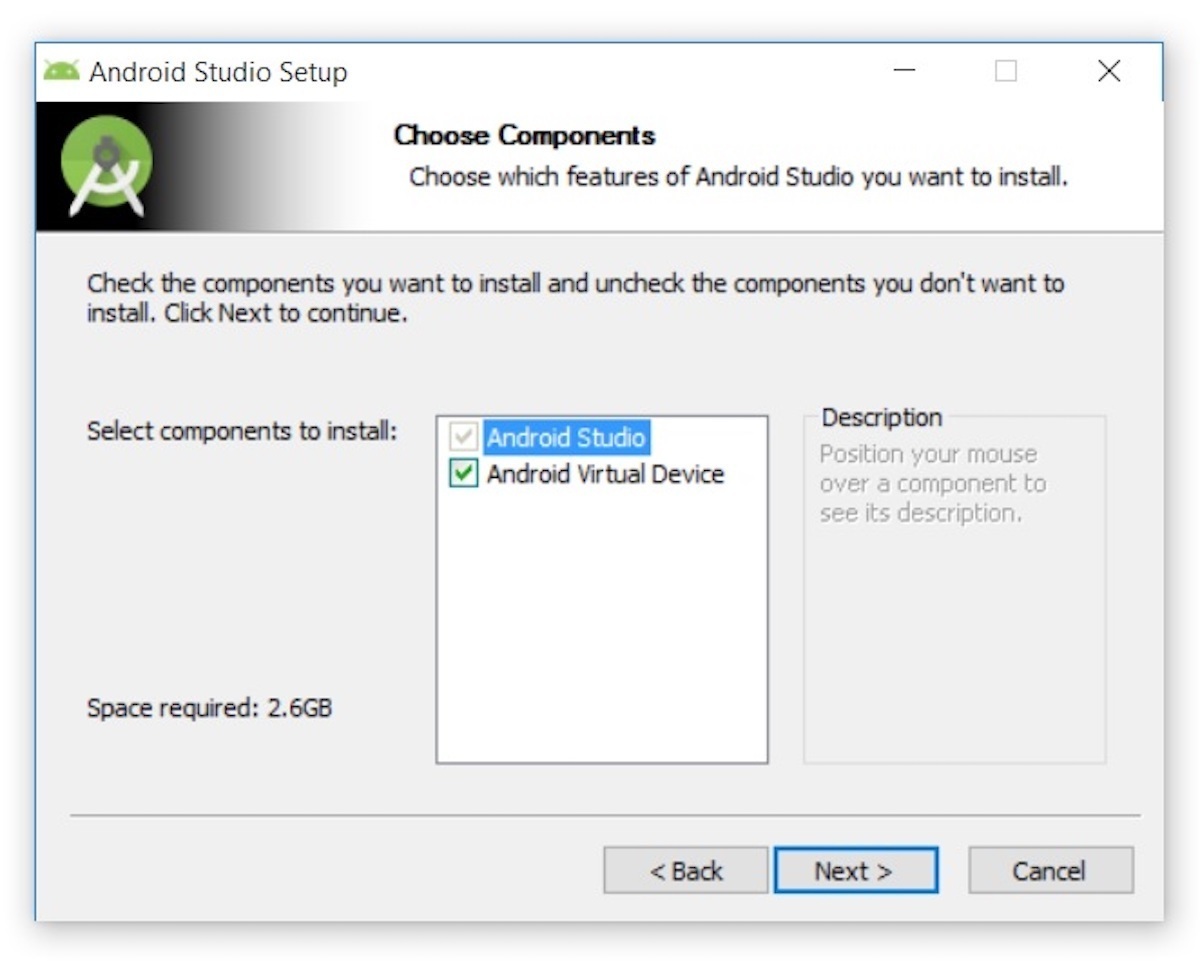 Android Studio Setup
Choose Components
Choose which features of Android Studio you want to install.
Check the components you want to install and uncheck the components you don't want to
install. Click Next to continue.
Select components to install:
Android Studio
Android Virtual Device
Description
Position your mouse
over a component to
see its description.
Space required: 2.6GB
< Back
Next >
Cancel